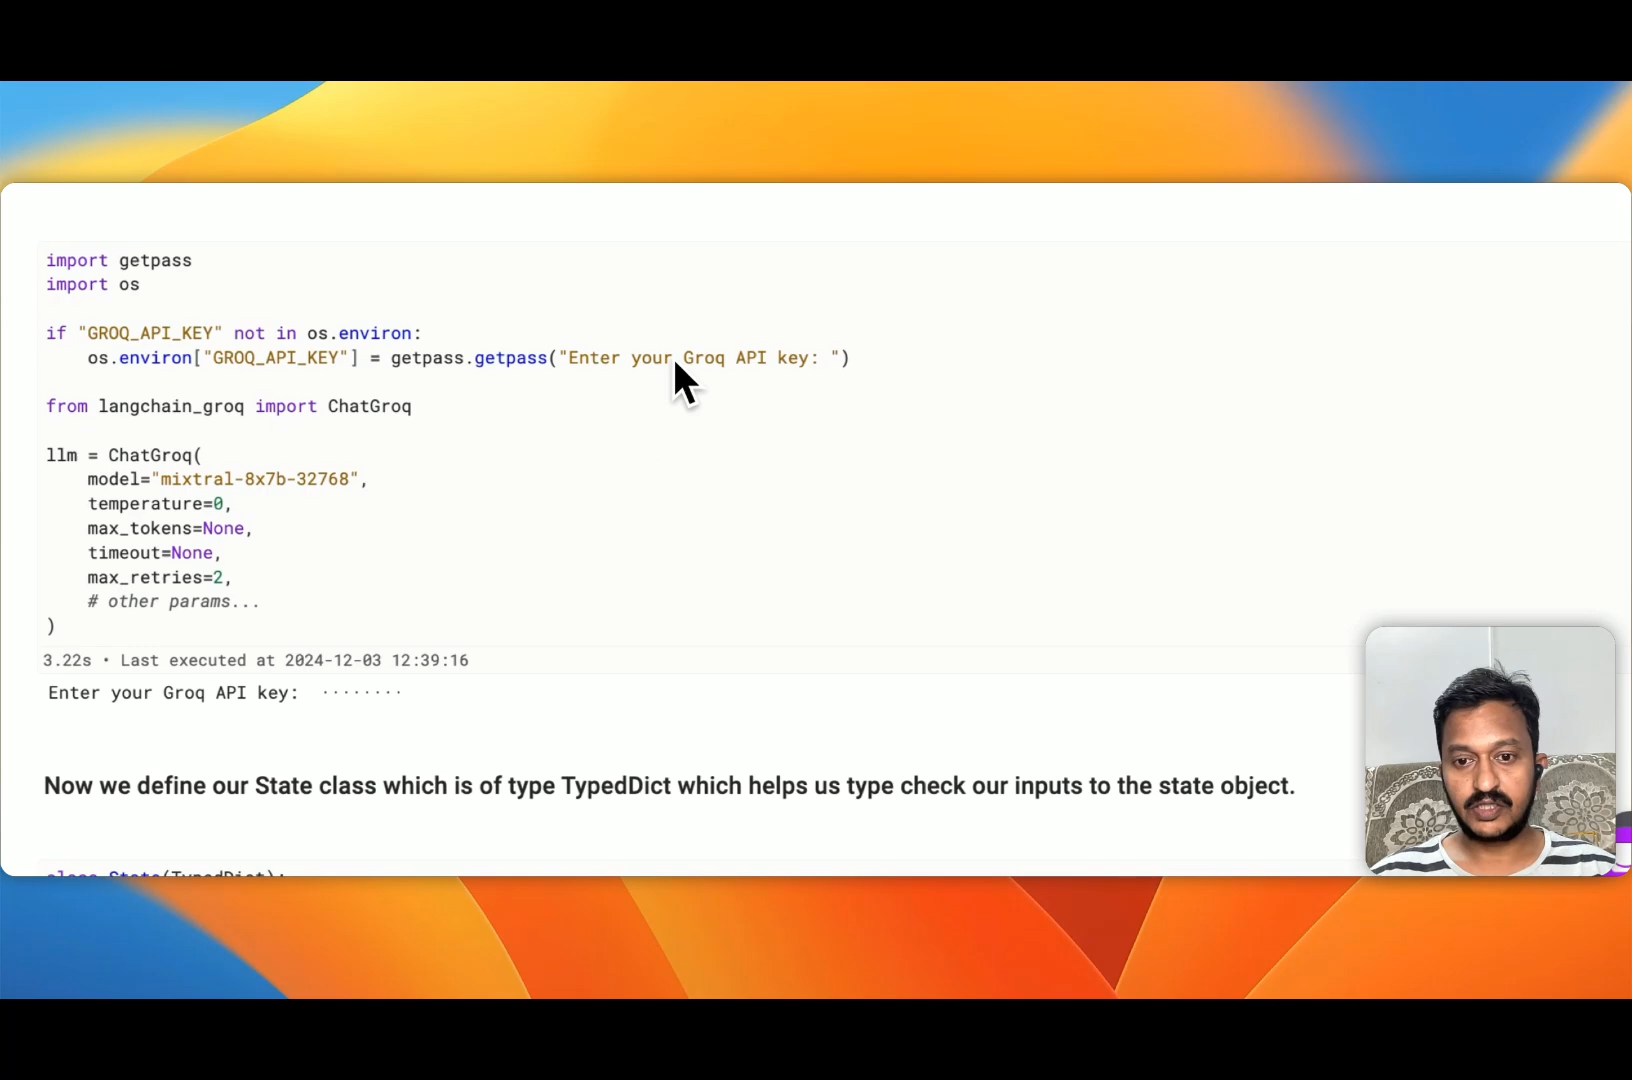 import getpass
import os
if "GROQ_API_KEY" not in os.environ:
    os.environ["GROQ_API_KEY"] = getpass.getpass("Enter your Groq API key: ")
from langchain_groq import ChatGroq
llm = ChatGroq(
    model="mixtral-8x7b-32768",
    temperature=0,
    max_tokens=None,
    timeout=None,
    max_retries=2,
    # other params...
)
3.22s • Last executed at 2024-12-03 12:39:16
Enter your Groq API key: ········
Now we define our State class which is of type TypedDict which helps us type check our inputs to the state object.
class State(TypedDict):